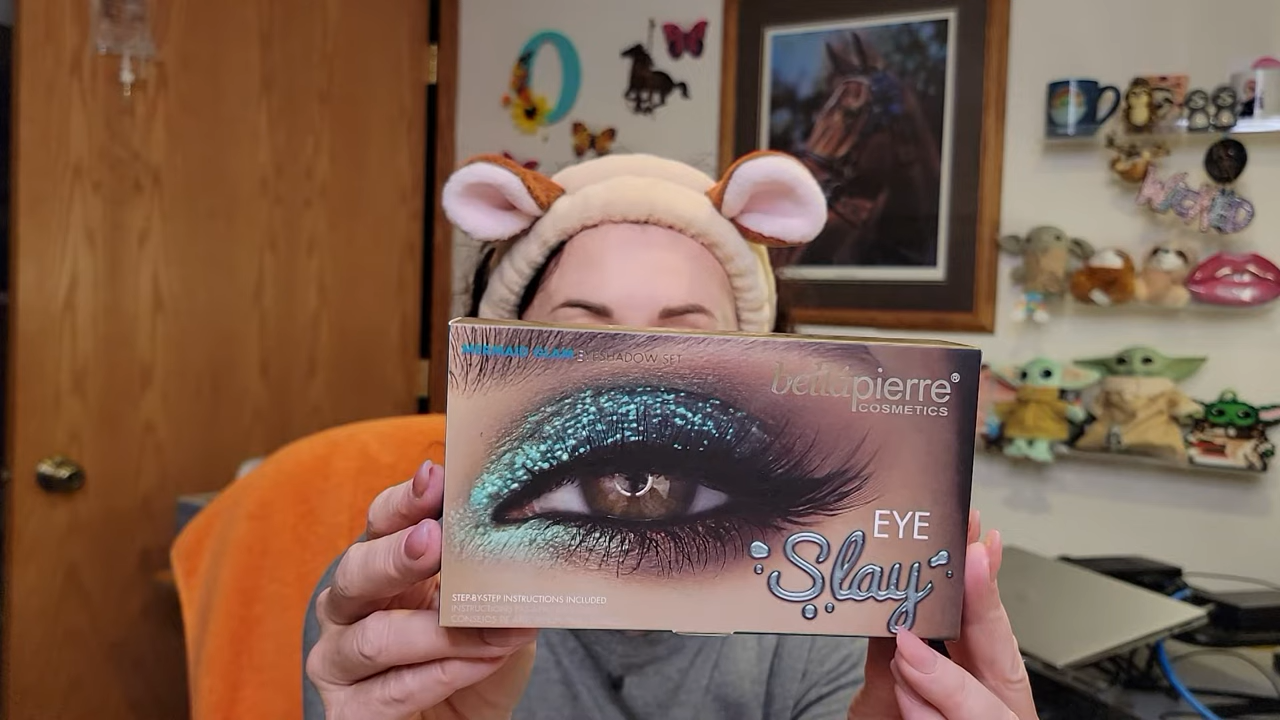 WICKED
MERMAID GLAM EYESHADOW SET
bellapierre®
COSMETICS
EYE
Slay
STEP-BY-STEP INSTRUCTIONS INCLUDED